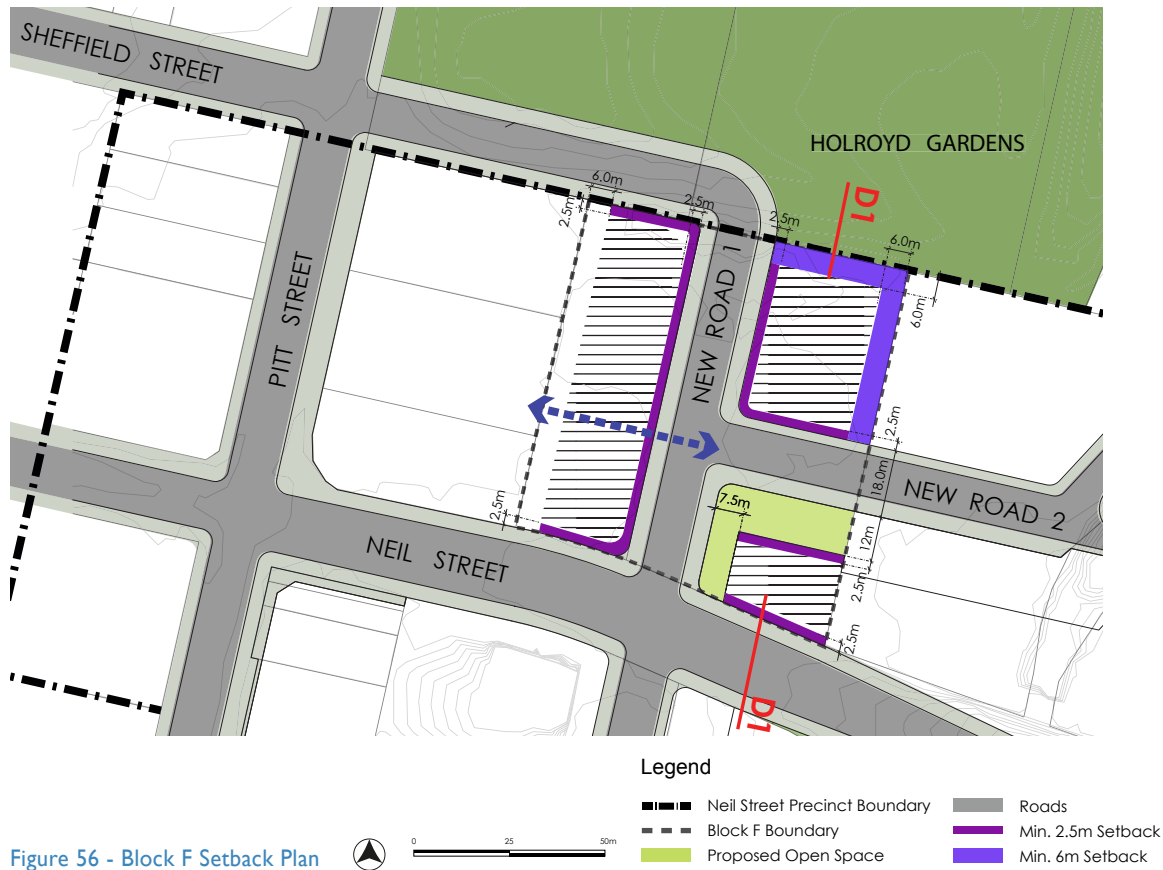 SHEFFIELD STREET
HOLROYD GARDENS
6.0m
2.5m
2.5m
D1
2.5m
6.0m
6.0m
PITT STREET
NEW ROAD 1
2.5m
18.0m
NEW ROAD 2
7.5m
2.5m
12m
NEIL STREET
2.5m
2.5m
D1
Legend
Neil Street Precinct Boundary
Roads
Block F Boundary
Min. 2.5m Setback
Proposed Open Space
Min. 6m Setback
Figure 56 - Block F Setback Plan
0 25 50m